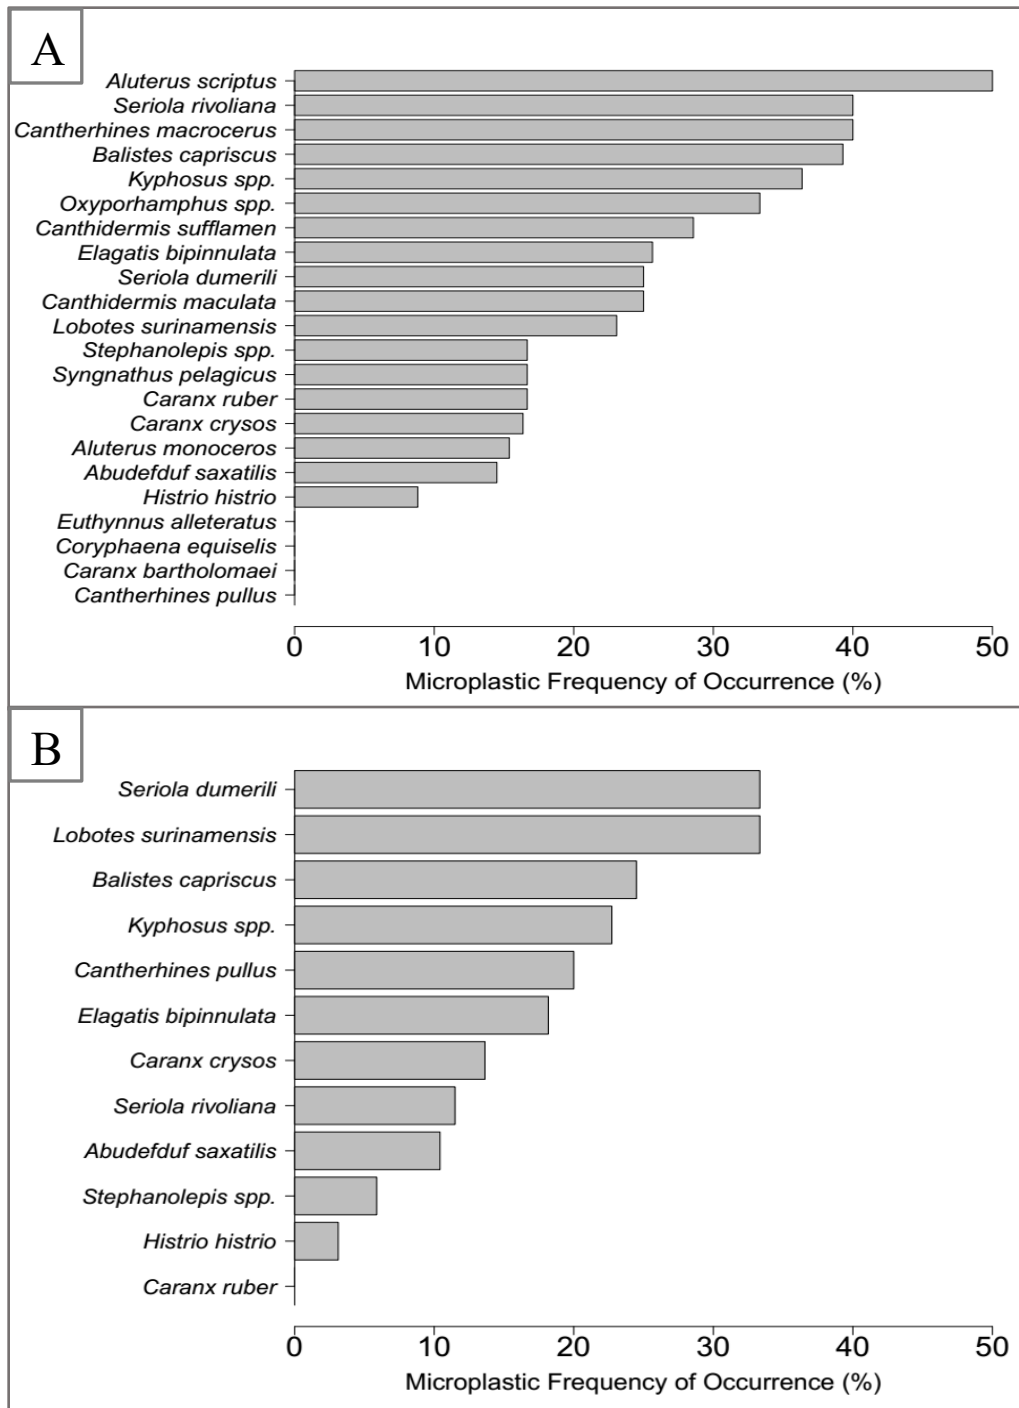 A
Aluterus scriptus
Seriola rivoliana
Cantherhines macrocerus
Balistes capriscus
Kyphosus spp.
Oxyporhamphus spp.
Canthidermis sufflamen
Elagatis bipinnulata
Seriola dumerili
Canthidermis maculata
Lobotes surinamensis
Stephanolepis spp.
Syngnathus pelagicus
Caranx ruber
Caranx crysos
Aluterus monoceros
Abudefduf saxatilis
Histrio histrio
Euthynnus alleteratus
Coryphaena equiselis
Caranx bartholomaei
Cantherhines pullus
0 10 20 30 40 50
Microplastic Frequency of Occurrence (%)
B
Seriola dumerili
Lobotes surinamensis
Balistes capriscus
Kyphosus spp.
Cantherhines pullus
Elagatis bipinnulata
Caranx crysos
Seriola rivoliana
Abudefduf saxatilis
Stephanolepis spp.
Histrio histrio
Caranx ruber
0 10 20 30 40 50
Microplastic Frequency of Occurrence (%)